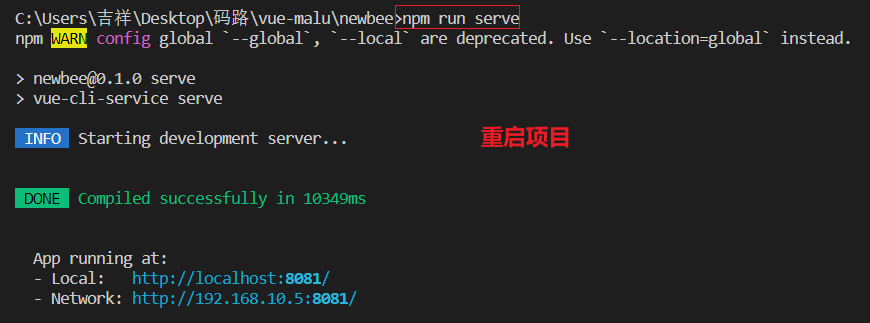 C:\Users\吉祥\Desktop\码路\vue-malu\newbee>npm run serve
npm WARN config global `--global`, `--local` are deprecated. Use `--location=global` instead.
> newbee@0.1.0 serve
> vue-cli-service serve
INFO Starting development server...
重启项目
DONE Compiled successfully in 10349ms
App running at:
- Local: http://localhost:8081/
- Network: http://192.168.10.5:8081/